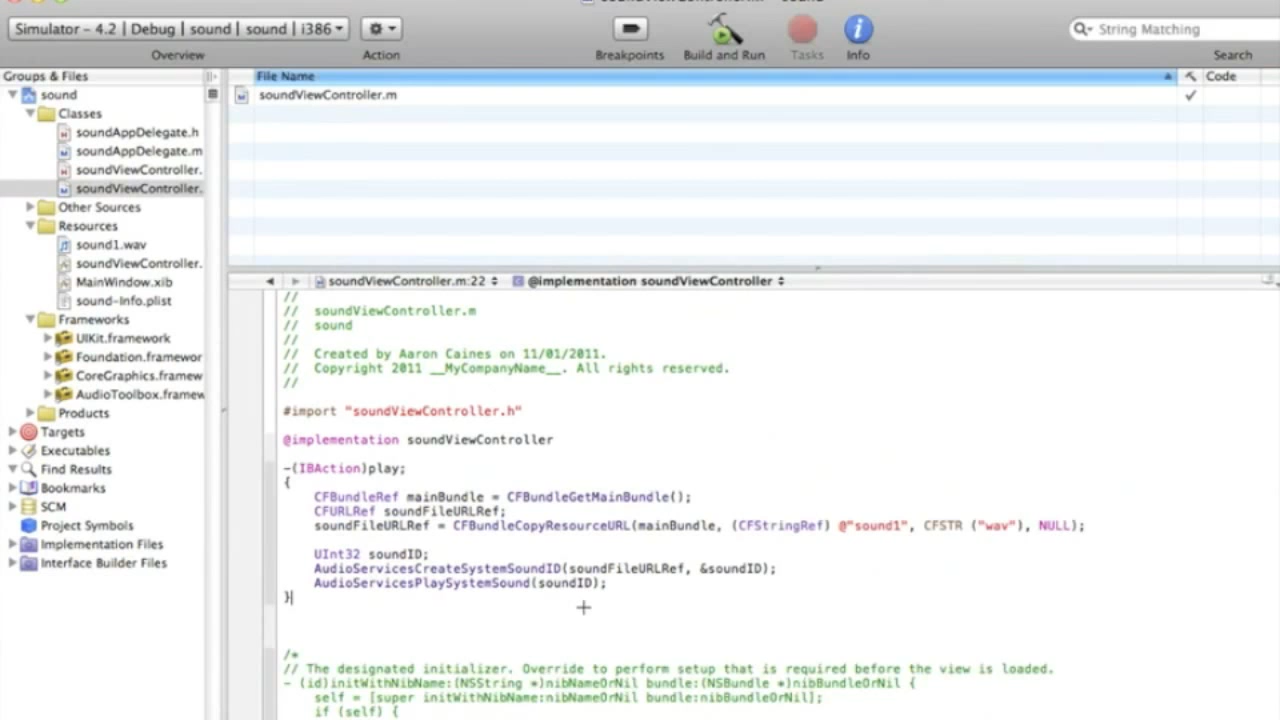 Simulator - 4.2 | Debug | sound | sound | i386
String Matching
Overview
Action
Breakpoints
Build and Run
Tasks
Info
Search
Groups & Files
File Name
Code
sound
soundViewController.m
Classes
soundAppDelegate.h
soundAppDelegate.m
soundViewController.
soundViewController.
Other Sources
Resources
sound1.wav
soundViewController.
MainWindow.xib
sound-Info.plist
Frameworks
UIKit.framework
Foundation.framewor
CoreGraphics.framew
AudioToolbox.framew
Products
Targets
Executables
Find Results
Bookmarks
SCM
Project Symbols
Implementation Files
Interface Builder Files
soundViewController.m:22
@implementation soundViewController
//
// soundViewController.m
// sound
//
// Created by Aaron Caines on 11/01/2011.
// Copyright 2011 __MyCompanyName__. All rights reserved.
//
#import "soundViewController.h"
@implementation soundViewController
-(IBAction)play;
{
CFBundleRef mainBundle = CFBundleGetMainBundle();
CFURLRef soundFileURLRef;
soundFileURLRef = CFBundleCopyResourceURL(mainBundle, (CFStringRef) @"sound1", CFSTR ("wav"), NULL);
UInt32 soundID;
AudioServicesCreateSystemSoundID(soundFileURLRef, &soundID);
AudioServicesPlaySystemSound(soundID);
}
/*
// The designated initializer. Override to perform setup that is required before the view is loaded.
- (id)initWithNibName:(NSString *)nibNameOrNil bundle:(NSBundle *)nibBundleOrNil {
self = [super initWithNibName:nibNameOrNil bundle:nibBundleOrNil];
if (self) {